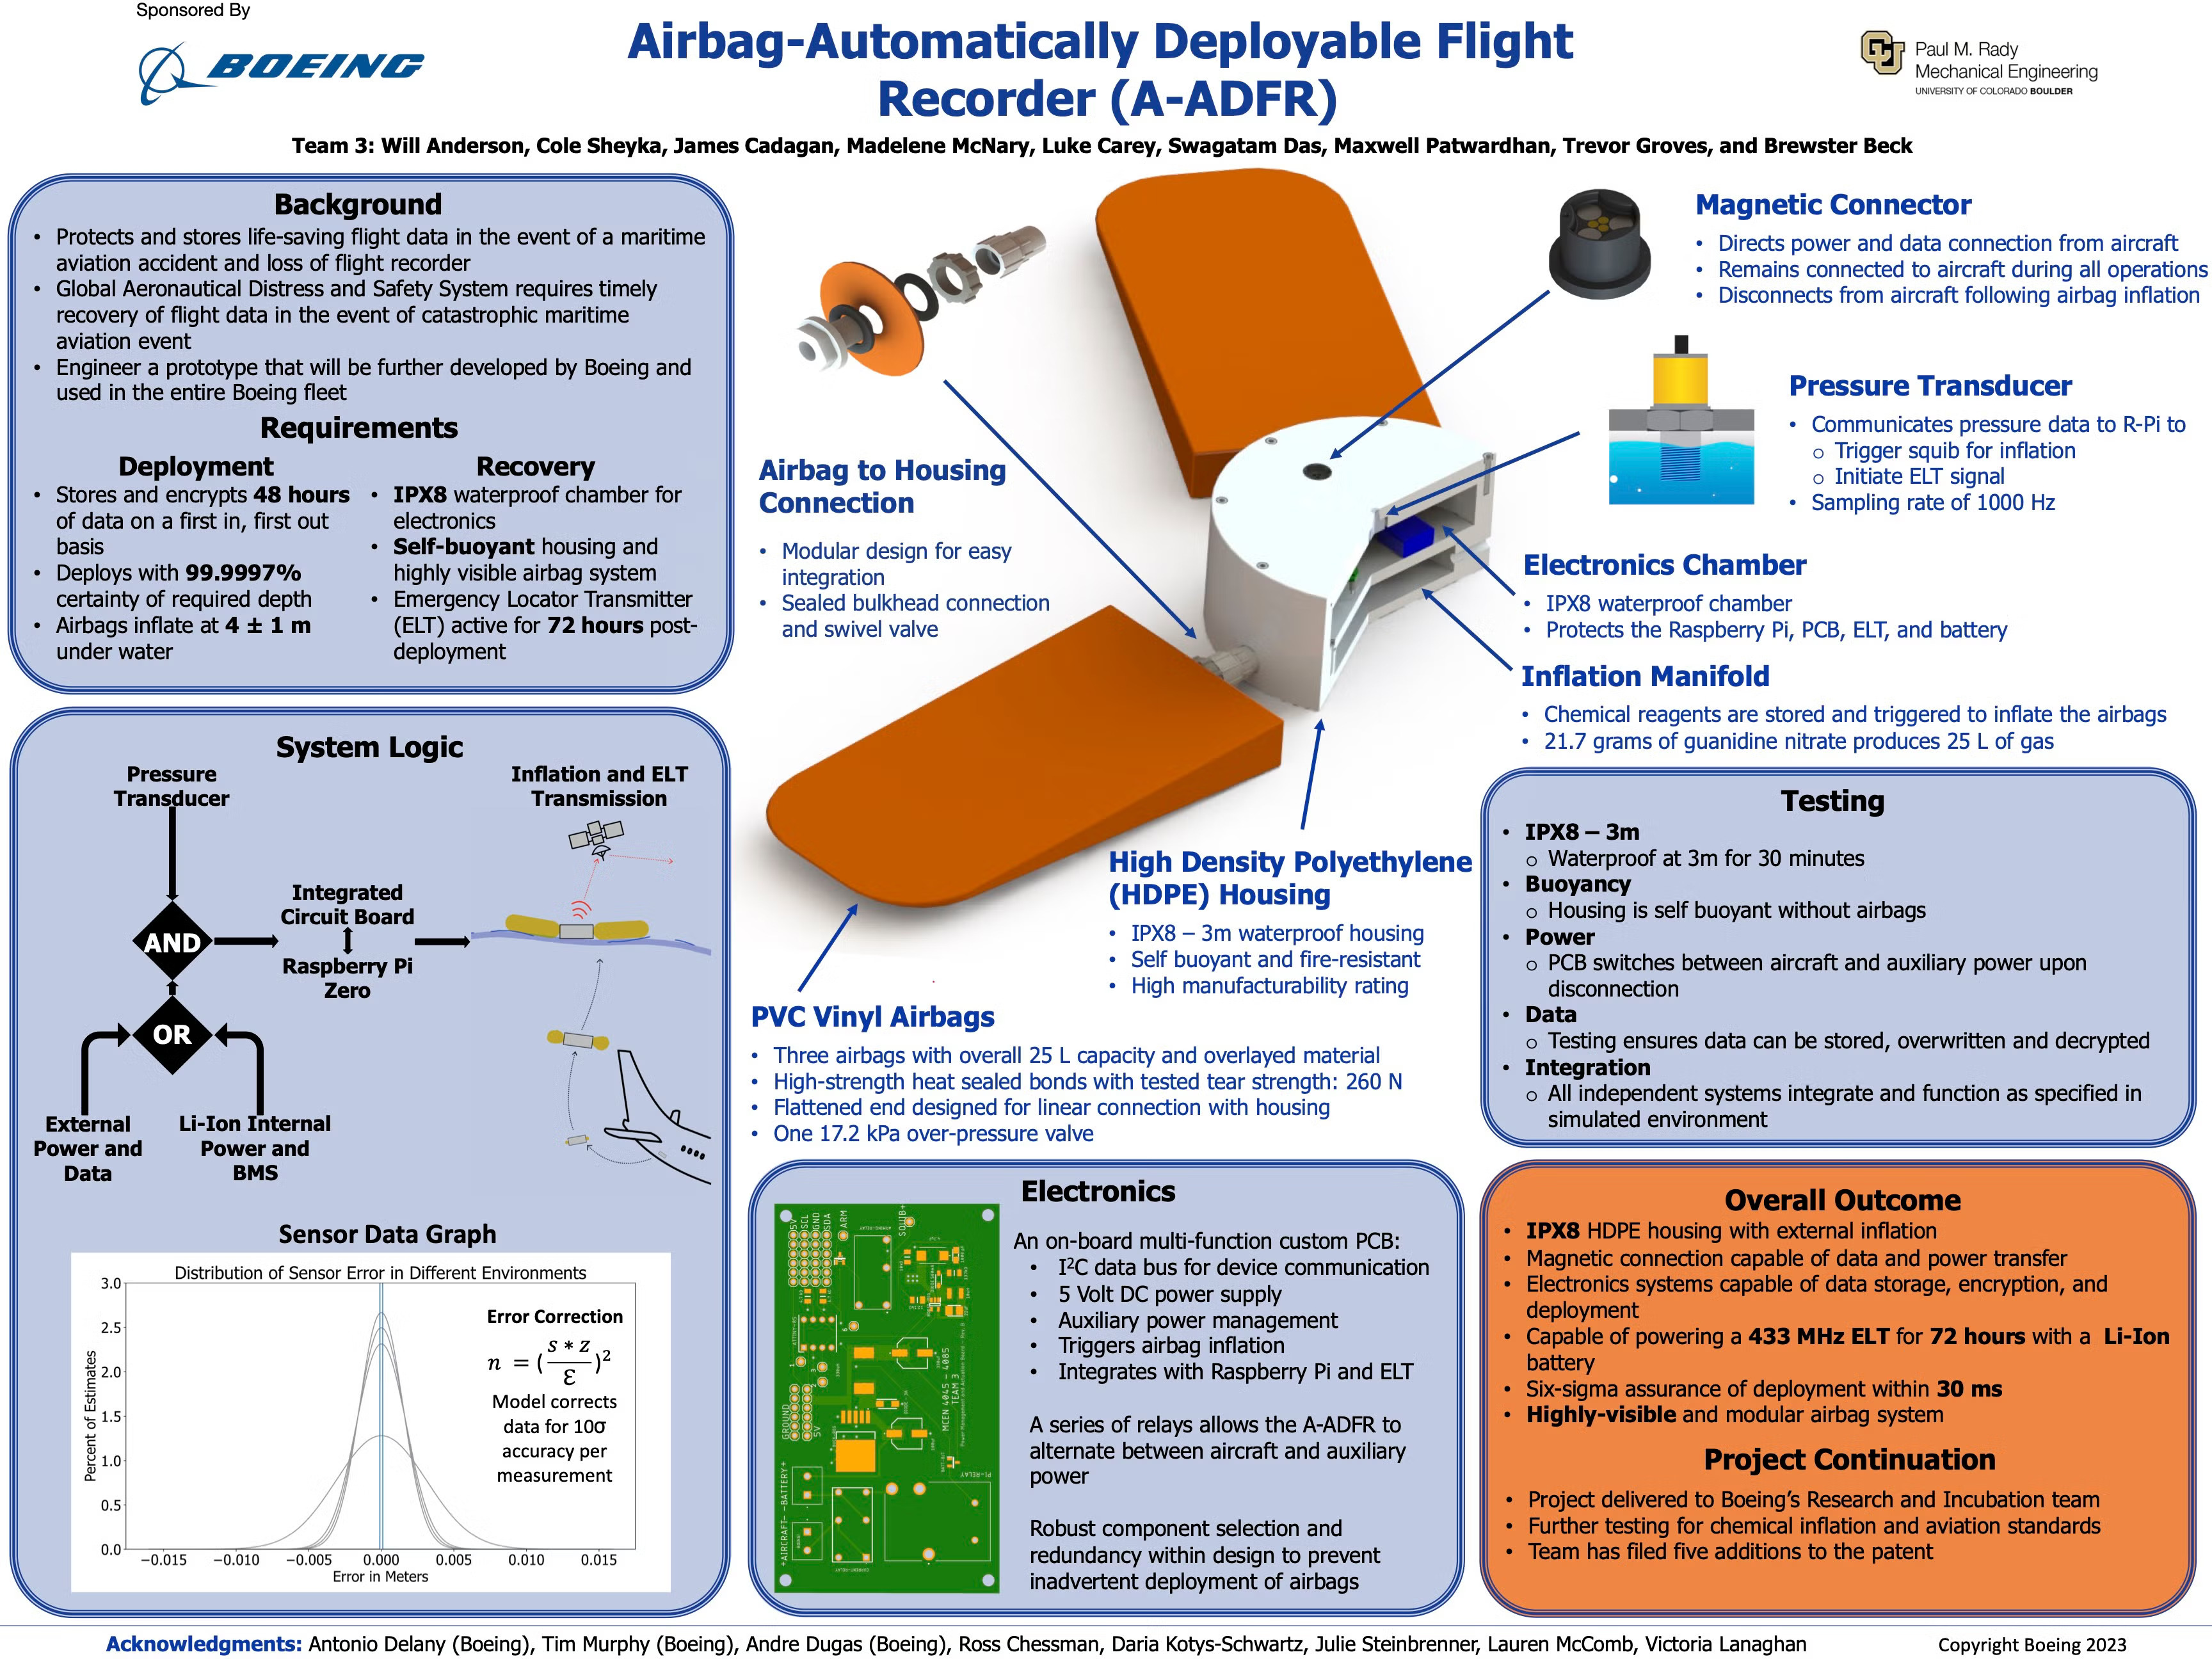 Sponsored By
BOEING
Airbag-Automatically Deployable Flight
Recorder (A-ADFR)
Paul M. Rady
Mechanical Engineering
UNIVERSITY OF COLORADO BOULDER
Team 3: Will Anderson, Cole Sheyka, James Cadagan, Madelene McNary, Luke Carey, Swagatam Das, Maxwell Patwardhan, Trevor Groves, and Brewster Beck
Background
• Protects and stores life-saving flight data in the event of a maritime
aviation accident and loss of flight recorder
• Global Aeronautical Distress and Safety System requires timely
recovery of flight data in the event of catastrophic maritime
aviation event
• Engineer a prototype that will be further developed by Boeing and
used in the entire Boeing fleet
Requirements
Deployment
• Stores and encrypts 48 hours
of data on a first in, first out
basis
• Deploys with 99.9997%
certainty of required depth
• Airbags inflate at 4 ± 1 m
under water
Recovery
• IPX8 waterproof chamber for
electronics
• Self-buoyant housing and
highly visible airbag system
• Emergency Locator Transmitter
(ELT) active for 72 hours post-
deployment
System Logic
Pressure
Transducer
AND
OR
External
Power and
Data
Li-Ion Internal
Power and
BMS
Integrated
Circuit Board
Raspberry Pi
Zero
Inflation and ELT
Transmission
Sensor Data Graph
Distribution of Sensor Error in Different Environments
Percent of Estimates
3.0
2.5
2.0
1.5
1.0
0.5
0.0
−0.015 −0.010 −0.005 0.000 0.005 0.010 0.015
Error in Meters
Error Correction
n = (s * z / Ɛ)²
Model corrects
data for 10σ
accuracy per
measurement
Airbag to Housing
Connection
• Modular design for easy
integration
• Sealed bulkhead connection
and swivel valve
Magnetic Connector
• Directs power and data connection from aircraft
• Remains connected to aircraft during all operations
• Disconnects from aircraft following airbag inflation
Pressure Transducer
• Communicates pressure data to R-Pi to
o Trigger squib for inflation
o Initiate ELT signal
• Sampling rate of 1000 Hz
Electronics Chamber
• IPX8 waterproof chamber
• Protects the Raspberry Pi, PCB, ELT, and battery
Inflation Manifold
• Chemical reagents are stored and triggered to inflate the airbags
• 21.7 grams of guanidine nitrate produces 25 L of gas
High Density Polyethylene
(HDPE) Housing
• IPX8 – 3m waterproof housing
• Self buoyant and fire-resistant
• High manufacturability rating
PVC Vinyl Airbags
• Three airbags with overall 25 L capacity and overlayed material
• High-strength heat sealed bonds with tested tear strength: 260 N
• Flattened end designed for linear connection with housing
• One 17.2 kPa over-pressure valve
Electronics
5V
SCL
GND
SDA
ARM
SQUIB+
GROUND
5V
MCEN 4045 – 4085
TEAM 3
PI-RELAY
+AIRCRAFT-
-BATTERY+
An on-board multi-function custom PCB:
• I²C data bus for device communication
• 5 Volt DC power supply
• Auxiliary power management
• Triggers airbag inflation
• Integrates with Raspberry Pi and ELT
A series of relays allows the A-ADFR to
alternate between aircraft and auxiliary
power
Robust component selection and
redundancy within design to prevent
inadvertent deployment of airbags
Testing
• IPX8 – 3m
o Waterproof at 3m for 30 minutes
• Buoyancy
o Housing is self buoyant without airbags
• Power
o PCB switches between aircraft and auxiliary power upon
disconnection
• Data
o Testing ensures data can be stored, overwritten and decrypted
• Integration
o All independent systems integrate and function as specified in
simulated environment
Overall Outcome
• IPX8 HDPE housing with external inflation
• Magnetic connection capable of data and power transfer
• Electronics systems capable of data storage, encryption, and
deployment
• Capable of powering a 433 MHz ELT for 72 hours with a Li-Ion
battery
• Six-sigma assurance of deployment within 30 ms
• Highly-visible and modular airbag system
Project Continuation
• Project delivered to Boeing’s Research and Incubation team
• Further testing for chemical inflation and aviation standards
• Team has filed five additions to the patent
Acknowledgments: Antonio Delany (Boeing), Tim Murphy (Boeing), Andre Dugas (Boeing), Ross Chessman, Daria Kotys-Schwartz, Julie Steinbrenner, Lauren McComb, Victoria Lanaghan
Copyright Boeing 2023